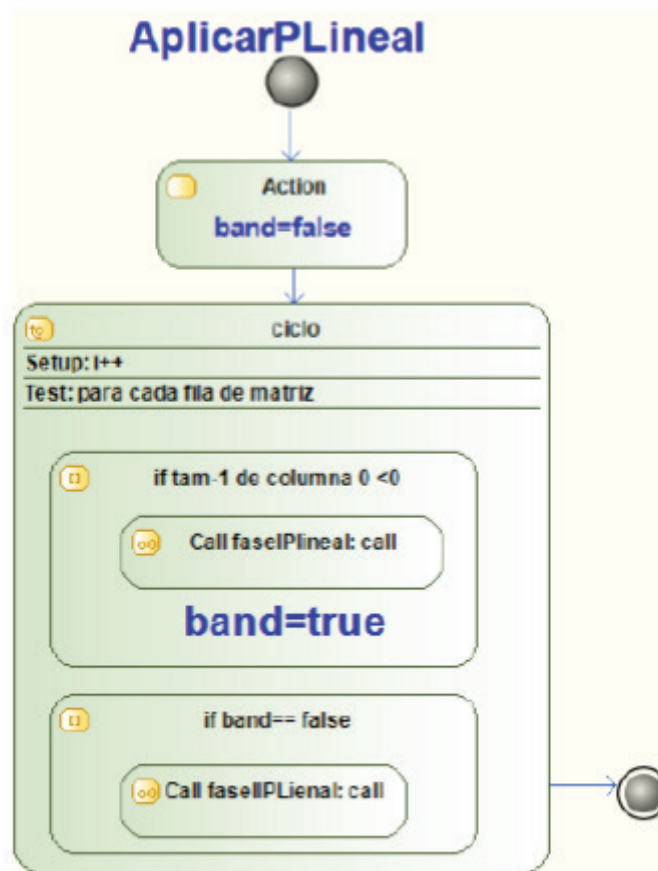 AplicarPLineal
Action
band=false
ciclo
Setup: i++
Test: para cada fila de matriz
if tam-1 de columna 0 <0
Call faseIPlineal: call
band=true
if band== false
Call faseIIPLienal: call